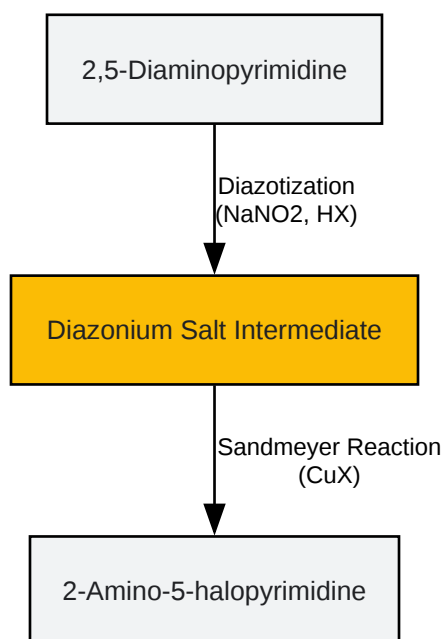 2,5-Diaminopyrimidine
Diazotization
(NaNO2, HX)
Diazonium Salt Intermediate
Sandmeyer Reaction
(CuX)
2-Amino-5-halopyrimidine